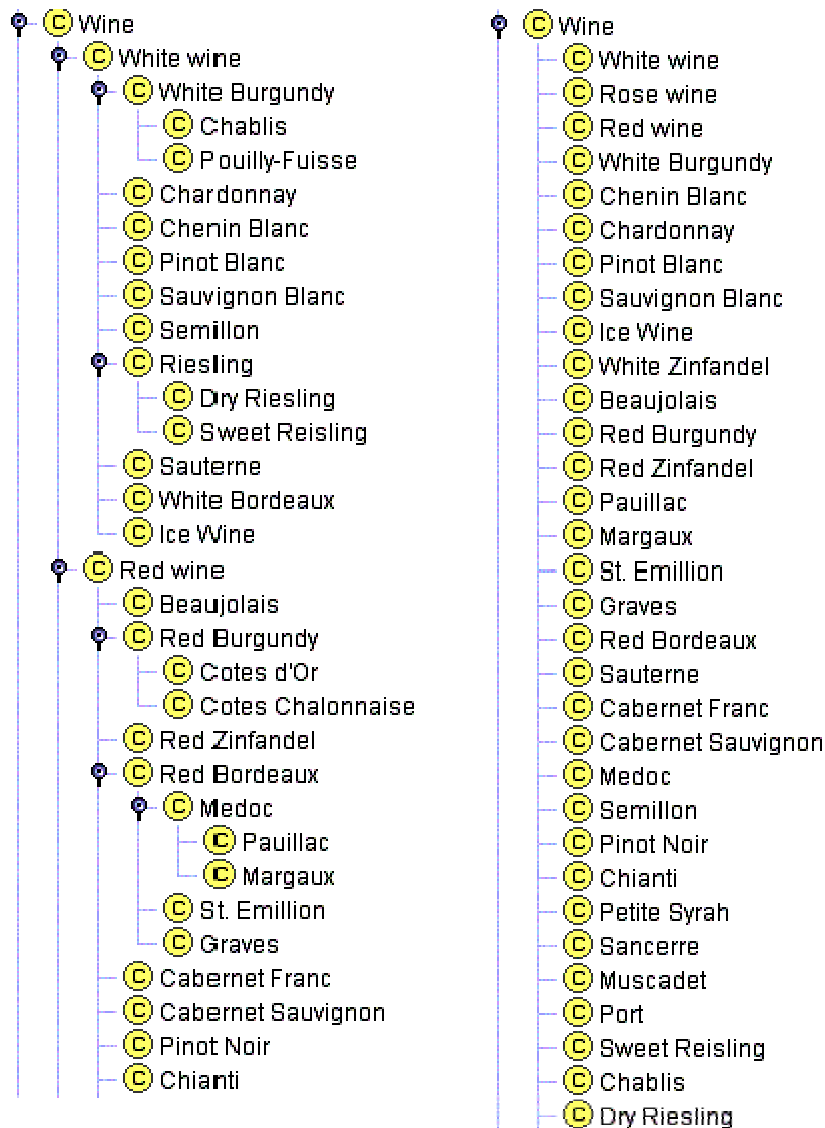 Wine
White wine
White Burgundy
Chablis
Pouilly-Fuisse
Chardonnay
Chenin Blanc
Pinot Blanc
Sauvignon Blanc
Semillon
Riesling
Dry Riesling
Sweet Reisling
Sauterne
White Bordeaux
Ice Wine
Red wine
Beaujolais
Red Burgundy
Cotes d'Or
Cotes Chalonnaise
Red Zinfandel
Red Bordeaux
Medoc
Pauillac
Margaux
St. Emillion
Graves
Cabernet Franc
Cabernet Sauvignon
Pinot Noir
Chianti
Wine
White wine
Rose wine
Red wine
White Burgundy
Chenin Blanc
Chardonnay
Pinot Blanc
Sauvignon Blanc
Ice Wine
White Zinfandel
Beaujolais
Red Burgundy
Red Zinfandel
Pauillac
Margaux
St. Emillion
Graves
Red Bordeaux
Sauterne
Cabernet Franc
Cabernet Sauvignon
Medoc
Semillon
Pinot Noir
Chianti
Petite Syrah
Sancerre
Muscadet
Port
Sweet Reisling
Chablis
Dry Riesling